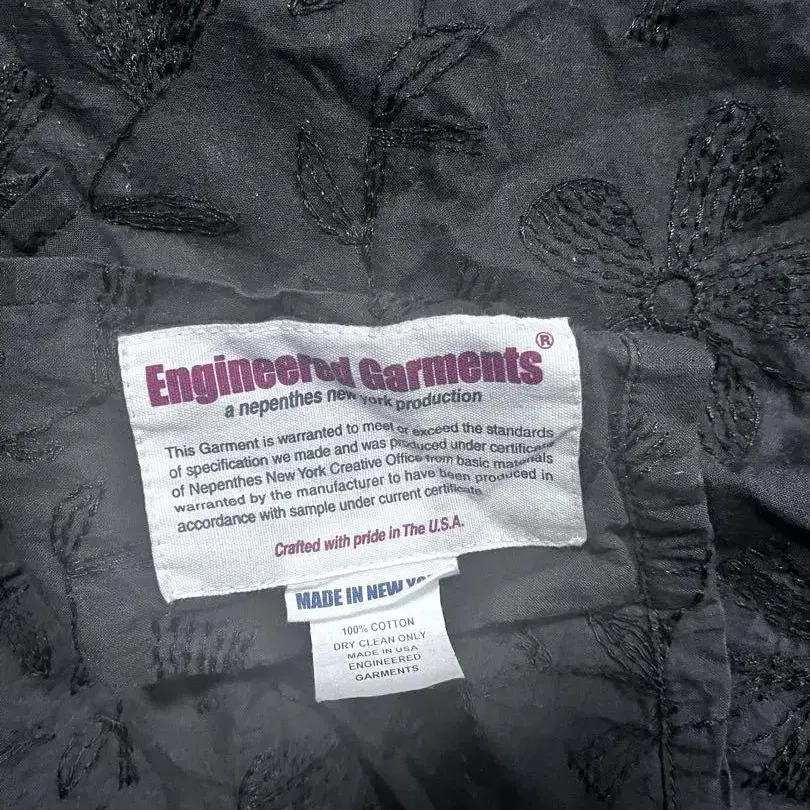 Engineered Garments®
a nepenthes new york production
This Garment is warranted to meet or exceed the standards
of specification we made and was produced under certificate
of Nepenthes New York Creative Office from basic materials
warranted by the manufacturer to have been produced in
accordance with sample under current certificate
Crafted with pride in The U.S.A.
MADE IN NEW
100% COTTON
DRY CLEAN ONLY
MADE IN USA
ENGINEERED
GARMENTS